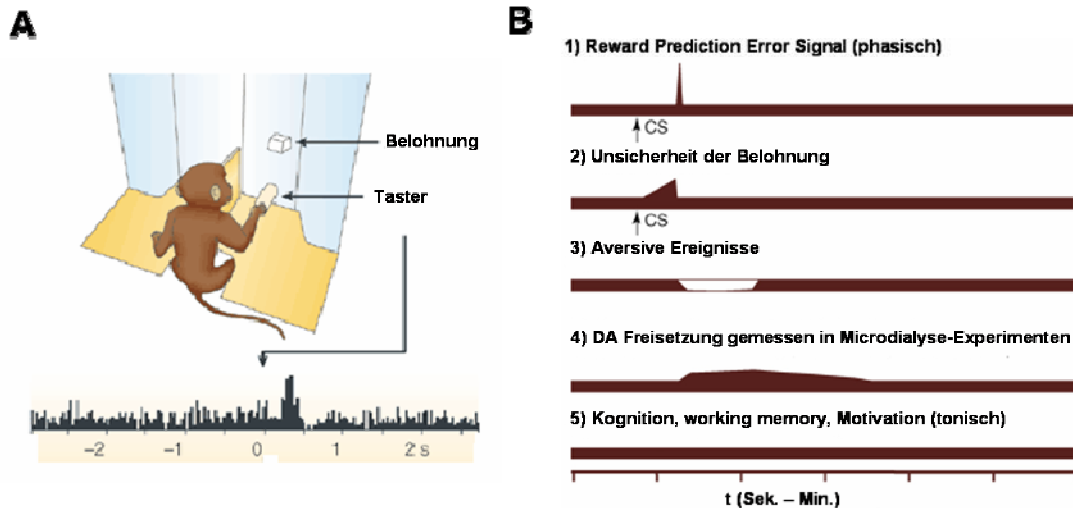 A
Belohnung
Taster
−2 −1 0 1 2 s
B
1) Reward Prediction Error Signal (phasisch)
CS
2) Unsicherheit der Belohnung
CS
3) Aversive Ereignisse
4) DA Freisetzung gemessen in Microdialyse-Experimenten
5) Kognition, working memory, Motivation (tonisch)
t (Sek. – Min.)